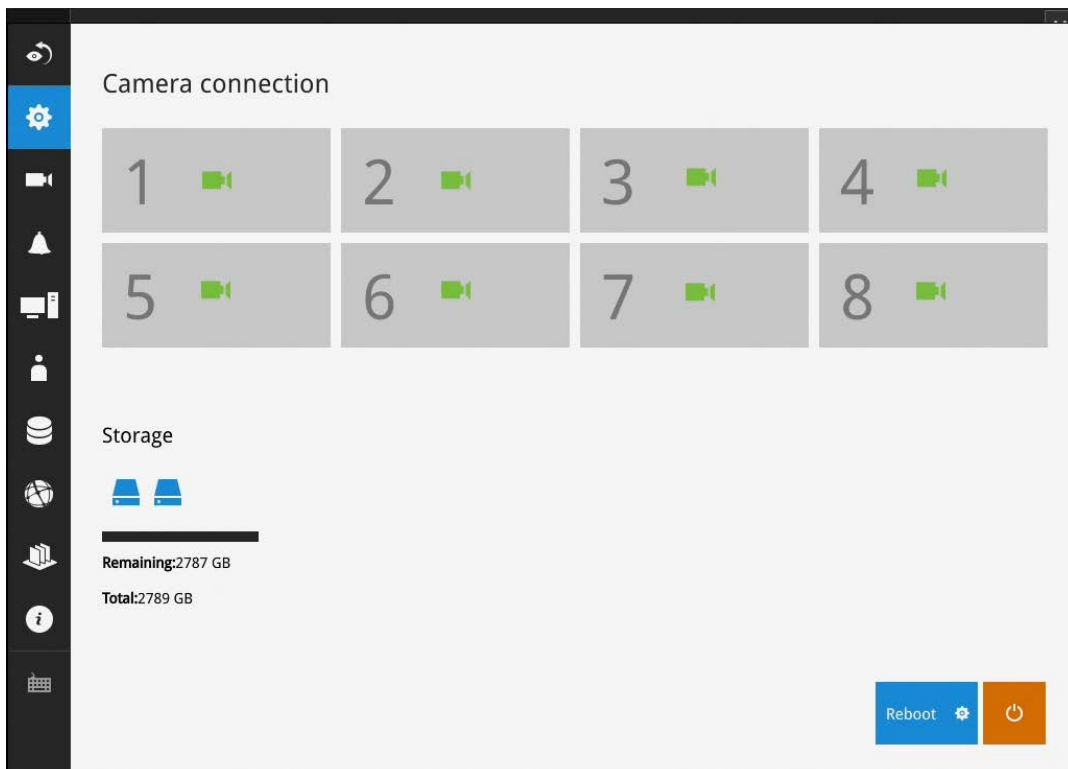 Camera connection
1 2 3 4
5 6 7 8
Storage
Remaining:2787 GB
Total:2789 GB
Reboot